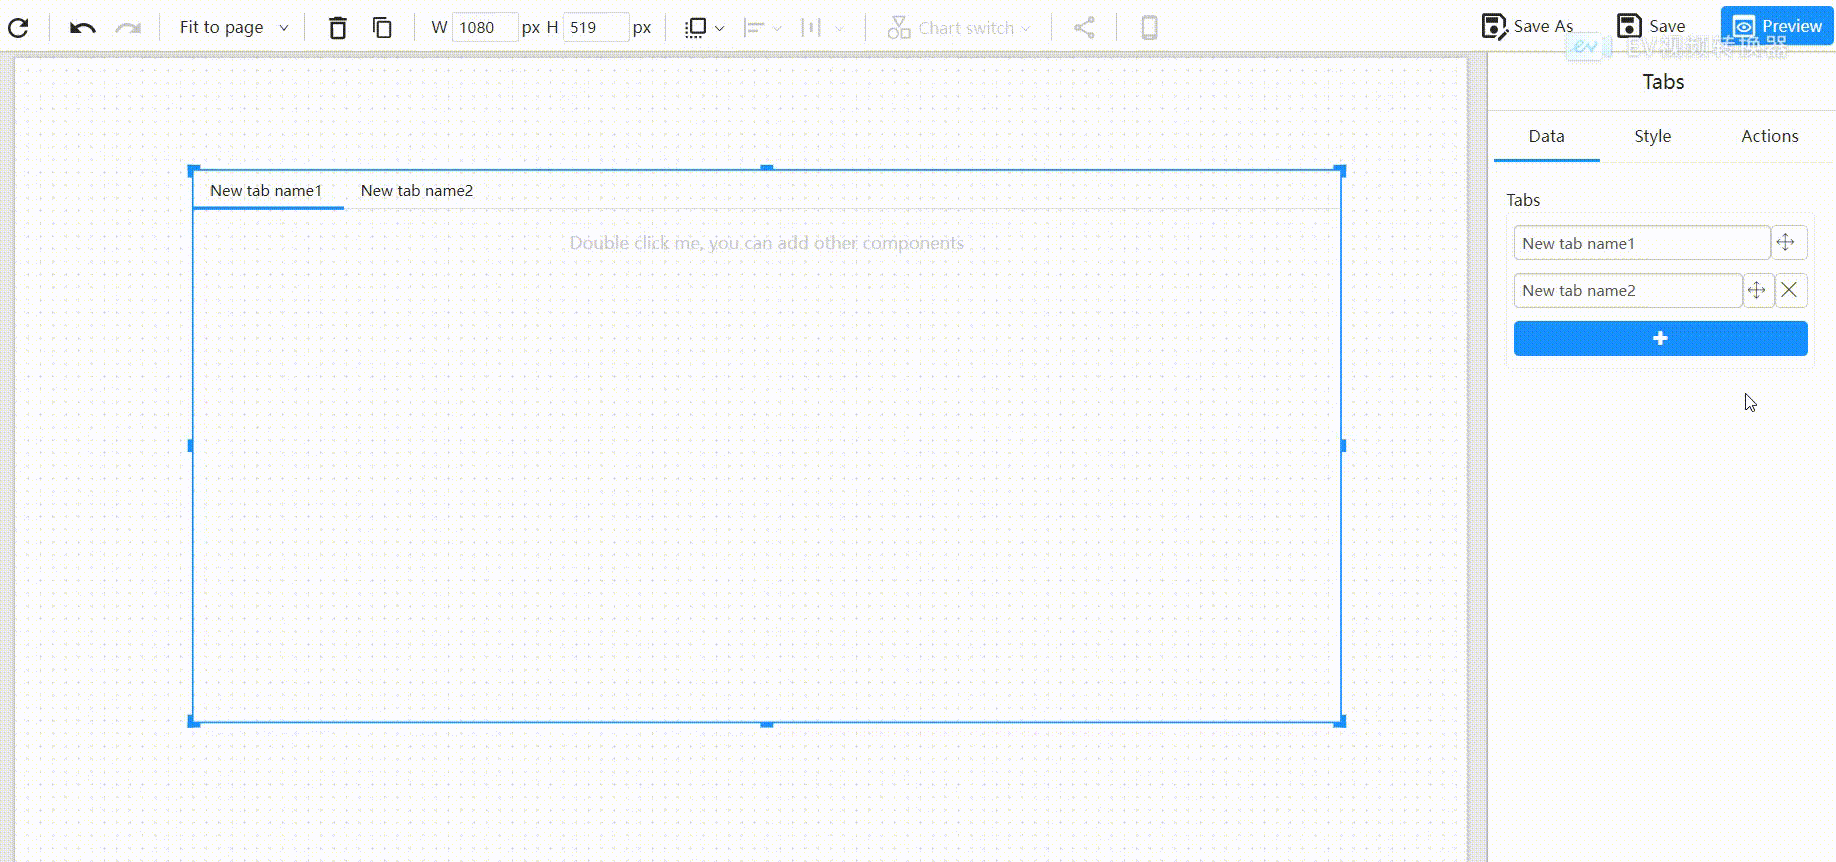 Fit to page
W 1080 px H 519 px
Chart switch
Save As
Save
Preview
EV视频转换器
Tabs
Data Style Actions
New tab name1 New tab name2
Double click me, you can add other components
Tabs
New tab name1
New tab name2